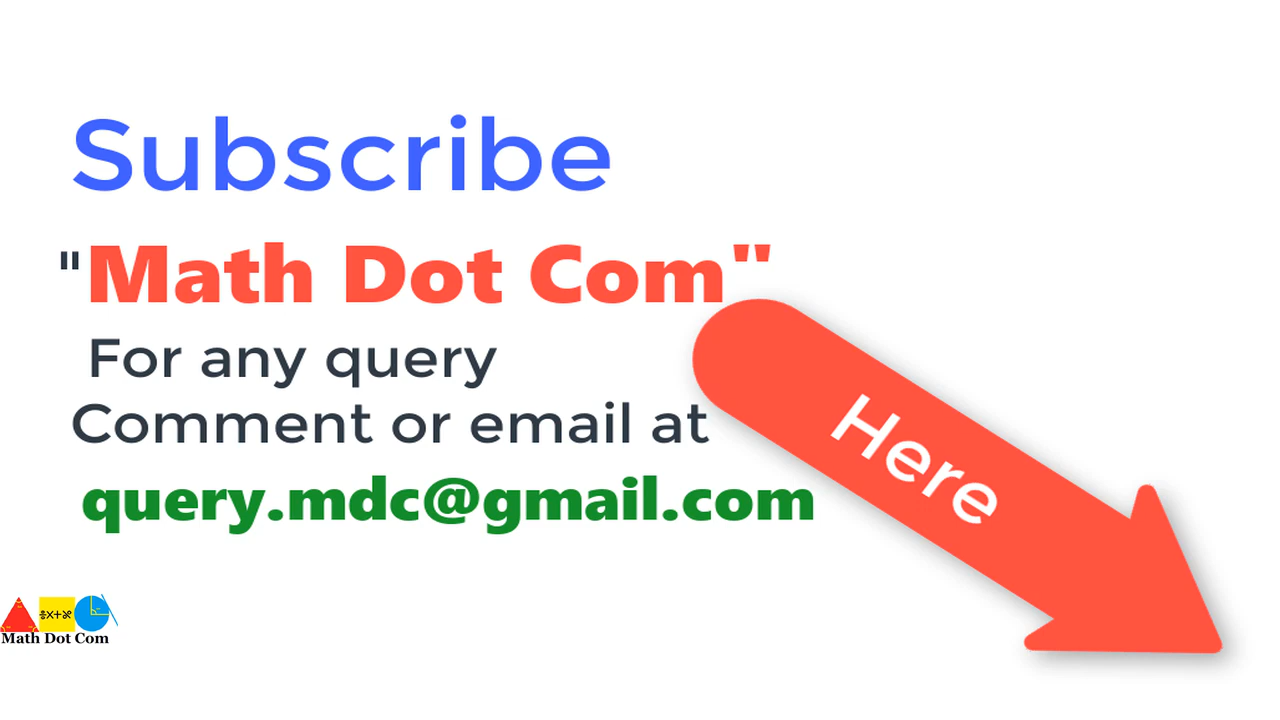 Subscribe
"Math Dot Com"
For any query
Comment or email at
query.mdc@gmail.com
Here
Math Dot Com